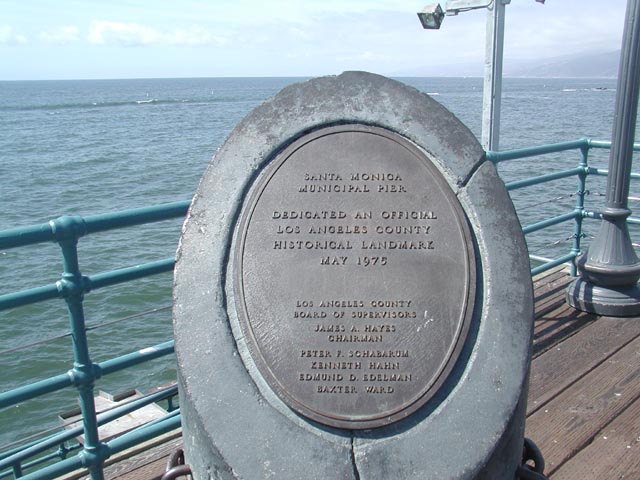 SANTA MONICA
MUNICIPAL PIER
DEDICATED AN OFFICIAL
LOS ANGELES COUNTY
HISTORICAL LANDMARK
MAY 1975
LOS ANGELES COUNTY
BOARD OF SUPERVISORS
JAMES A. HAYES
CHAIRMAN
PETER F. SCHABARUM
KENNETH HAHN
EDMUND D. EDELMAN
BAXTER WARD